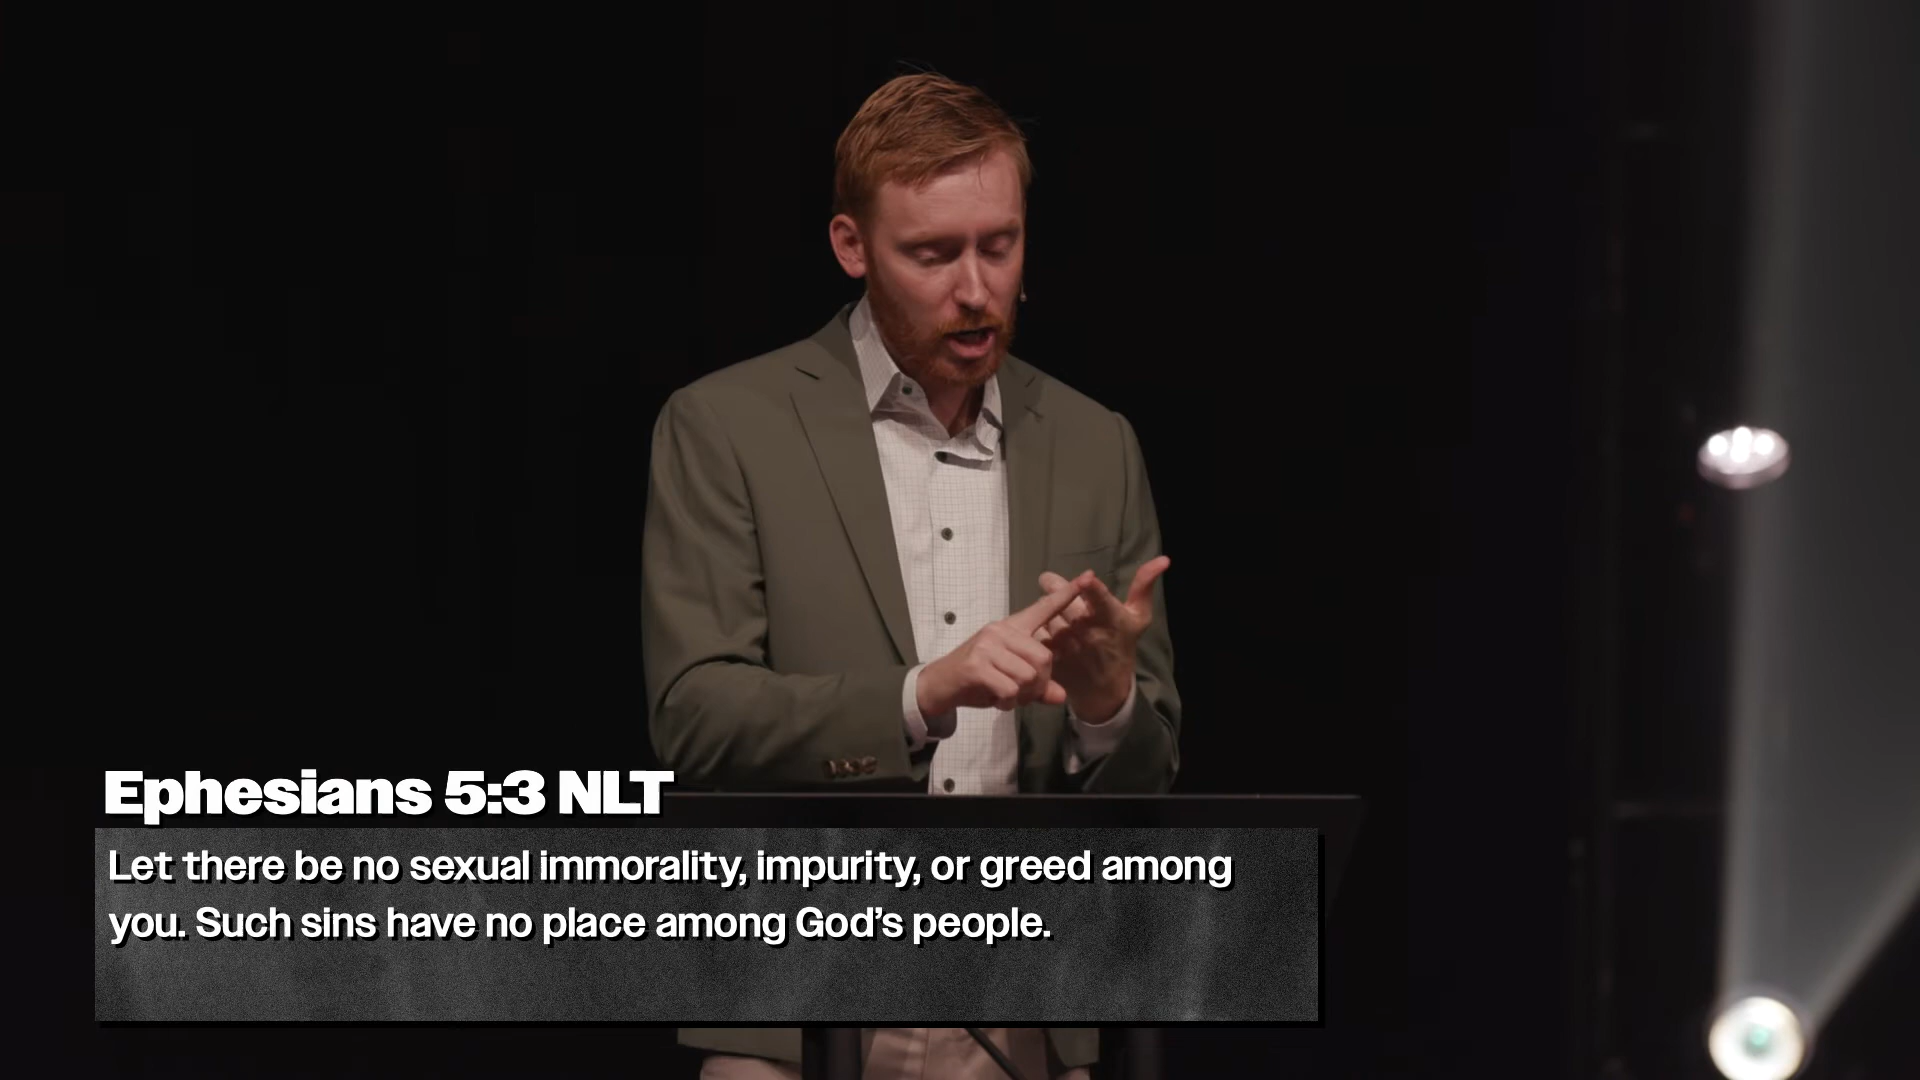 Ephesians 5:3 NLT
Let there be no sexual immorality, impurity, or greed among
you. Such sins have no place among God’s people.